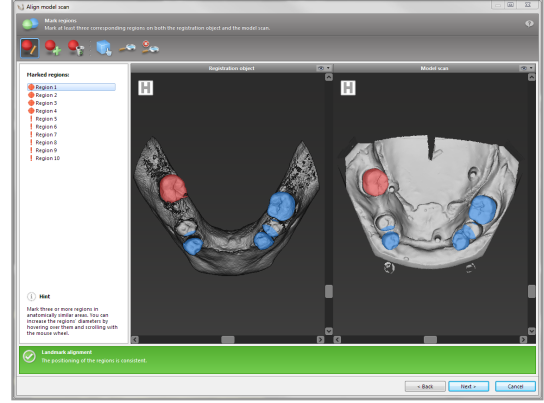 Align model scan
Mark regions
Mark at least three corresponding regions on both the registration object and the model scan.
Marked regions:
Region 1
Region 2
Region 3
Region 4
Region 5
Region 6
Region 7
Region 8
Region 9
Region 10
Hint
Mark three or more regions in
anatomically similar areas. You can
increase the regions' diameters by
hovering over them and scrolling with
the mouse wheel.
Registration object
H
Model scan
H
Landmark alignment
The positioning of the regions is consistent.
< Back
Next >
Cancel